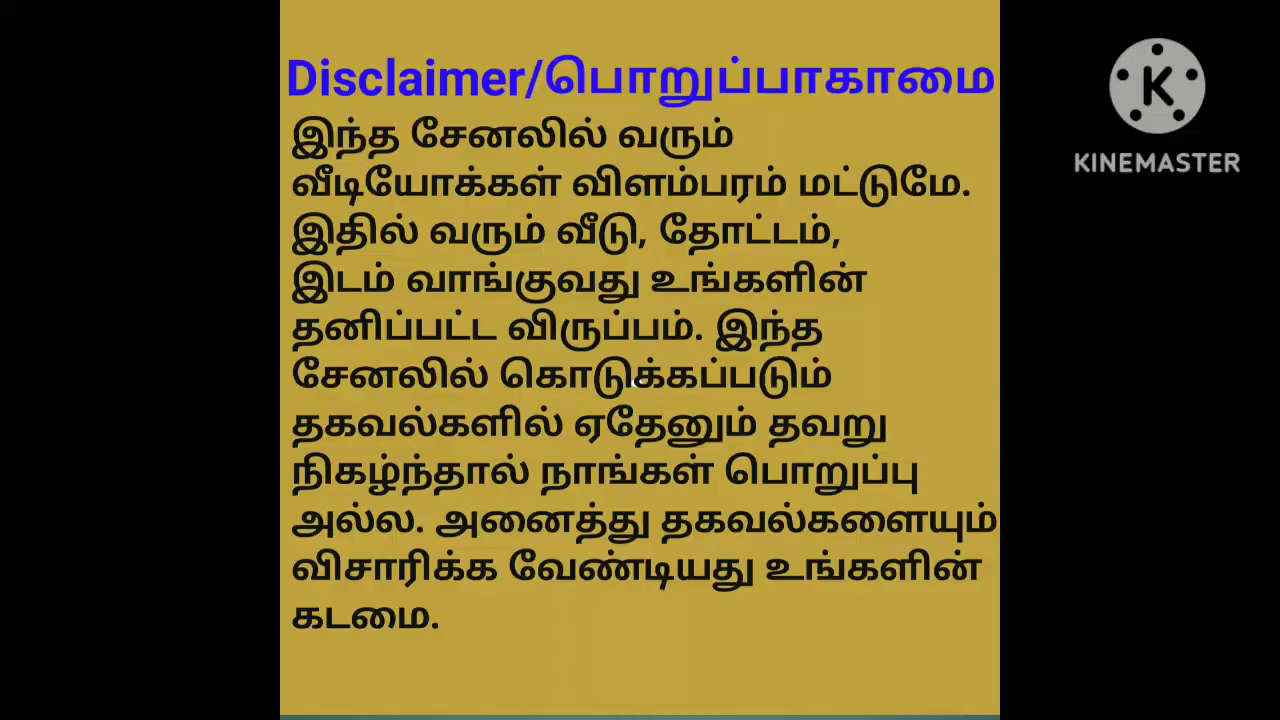 Disclaimer/பொறுப்பாகாமை
இந்த சேனலில் வரும்
வீடியோக்கள் விளம்பரம் மட்டுமே.
இதில் வரும் வீடு, தோட்டம்,
இடம் வாங்குவது உங்களின்
தனிப்பட்ட விருப்பம். இந்த
சேனலில் கொடுக்கப்படும்
தகவல்களில் ஏதேனும் தவறு
நிகழ்ந்தால் நாங்கள் பொறுப்பு
அல்ல. அனைத்து தகவல்களையும்
விசாரிக்க வேண்டியது உங்களின்
கடமை.
K
KINEMASTER